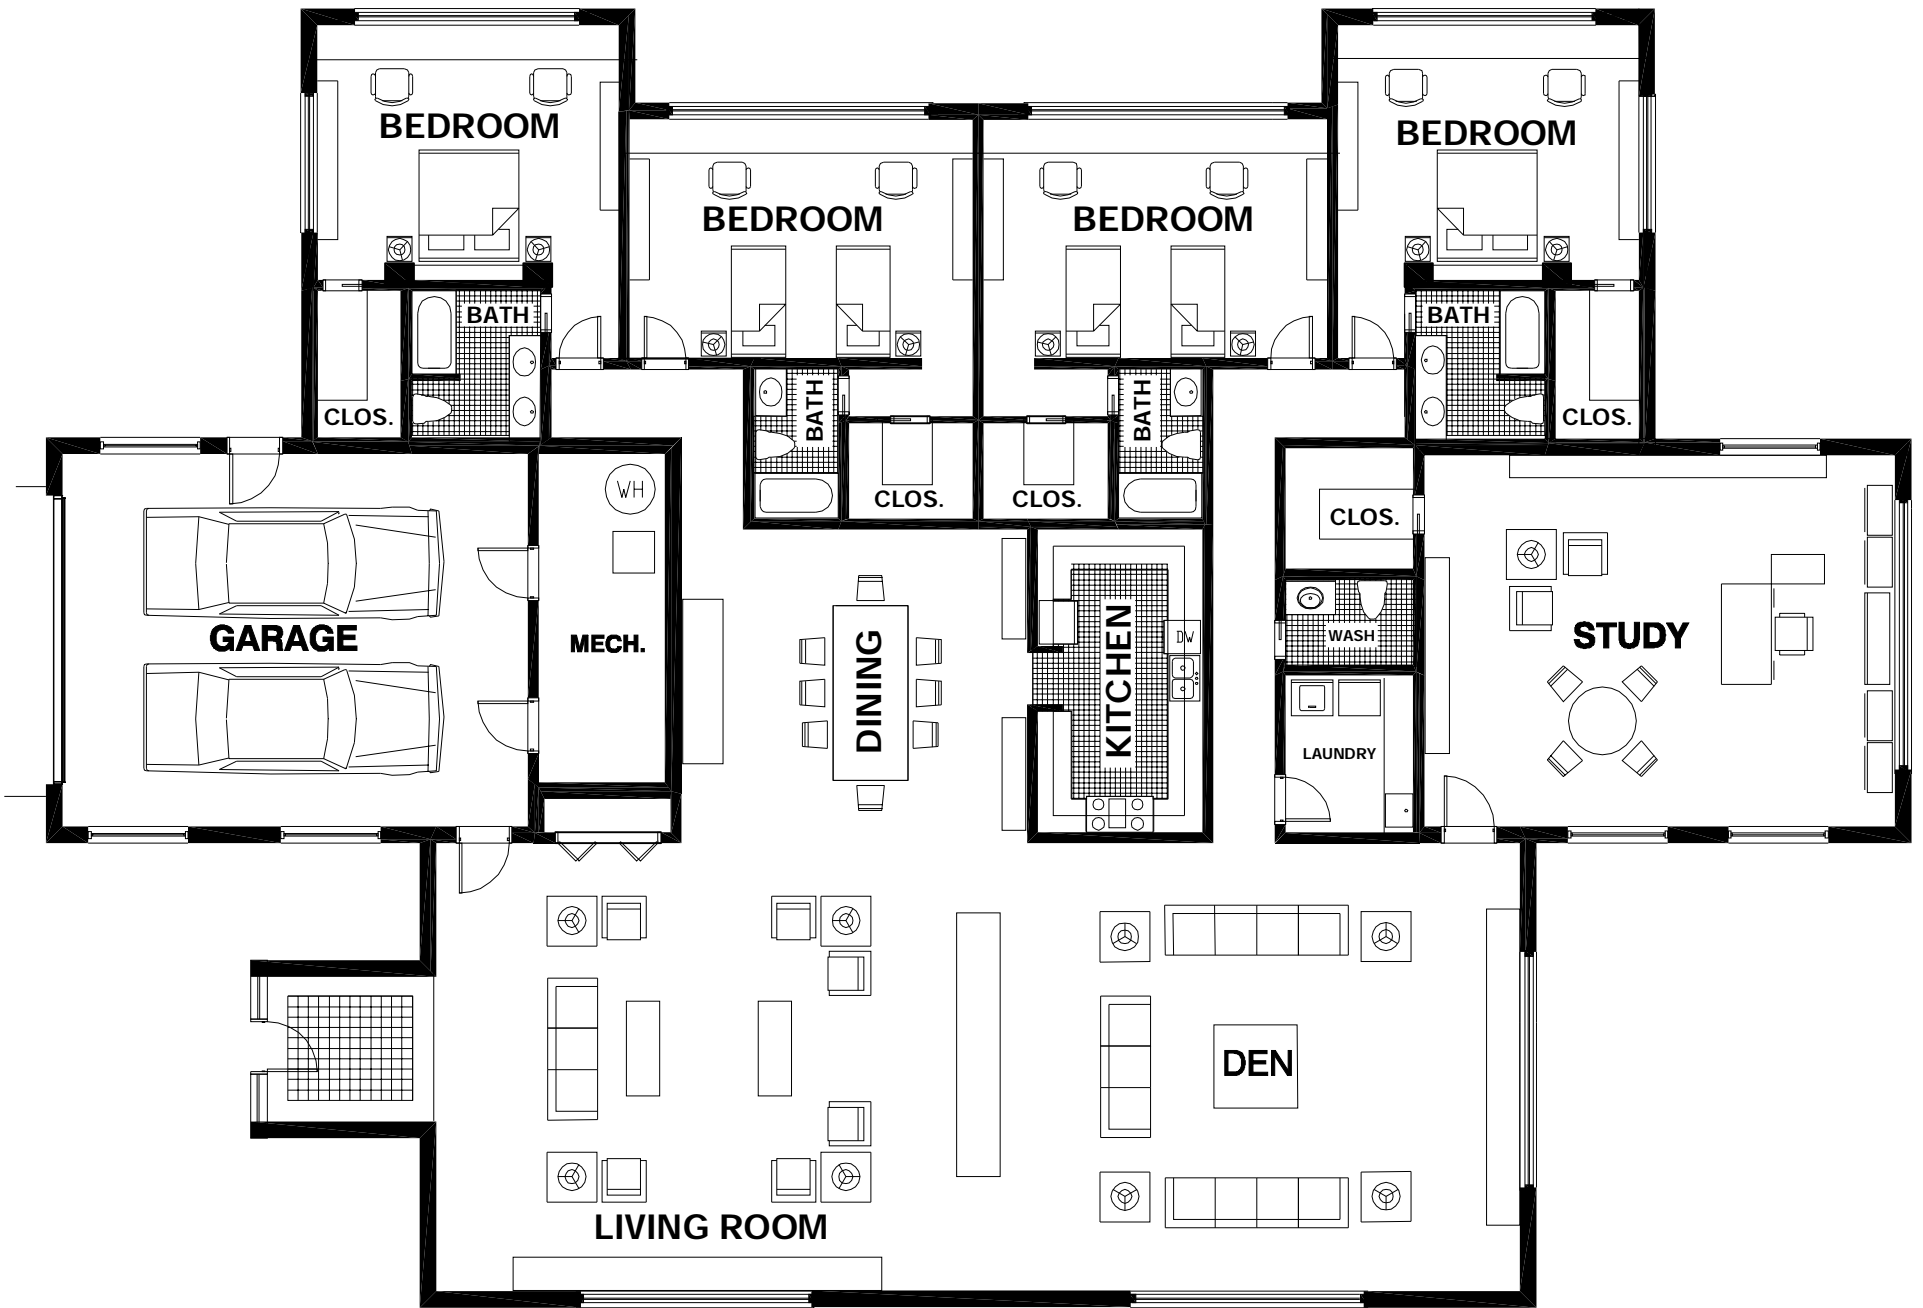 BEDROOM
BEDROOM
BEDROOM
BEDROOM
BATH
BATH
CLOS.
BATH
BATH
CLOS.
CLOS.
CLOS.
WH
CLOS.
GARAGE
MECH.
DINING
KITCHEN
DW
WASH
STUDY
LAUNDRY
DEN
LIVING ROOM